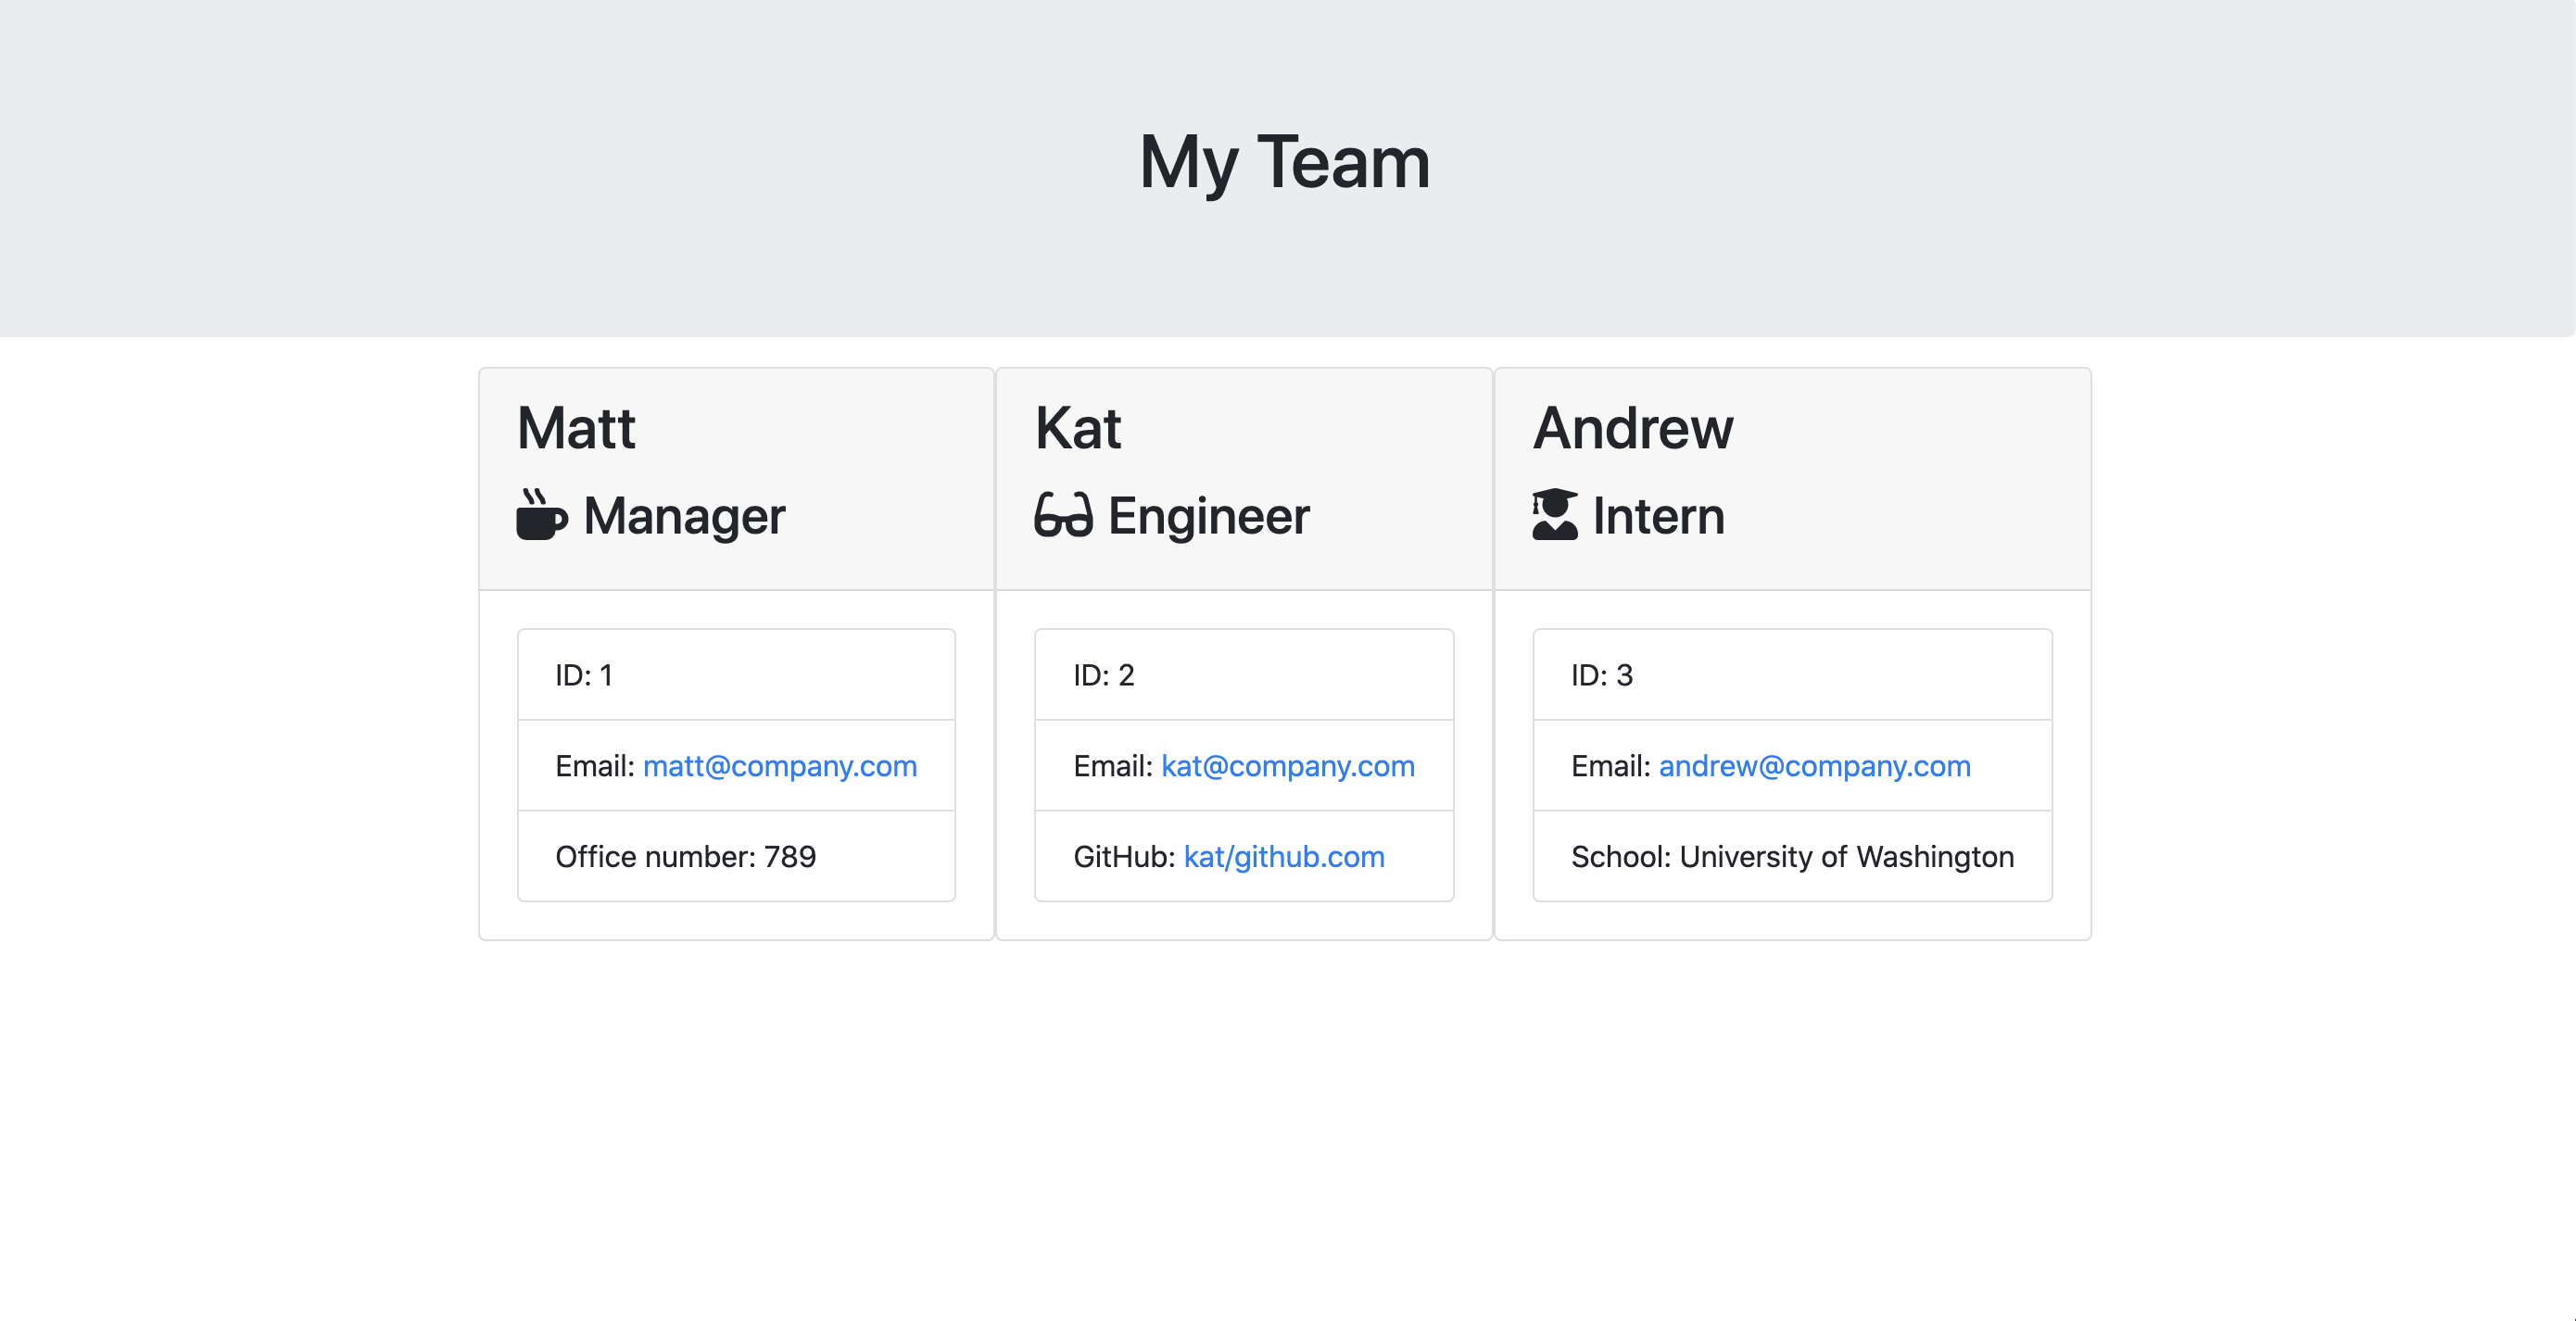 My Team
Matt
Manager
ID: 1
Email: matt@company.com
Office number: 789
Kat
Engineer
ID: 2
Email: kat@company.com
GitHub: kat/github.com
Andrew
Intern
ID: 3
Email: andrew@company.com
School: University of Washington